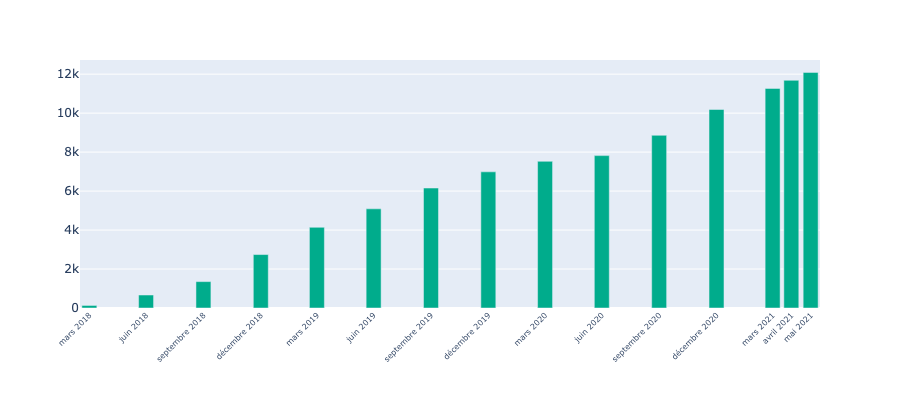 12k
10k
8k
6k
4k
2k
0
mars 2018
juin 2018
septembre 2018
décembre 2018
mars 2019
juin 2019
septembre 2019
décembre 2019
mars 2020
juin 2020
septembre 2020
décembre 2020
mars 2021
avril 2021
mai 2021